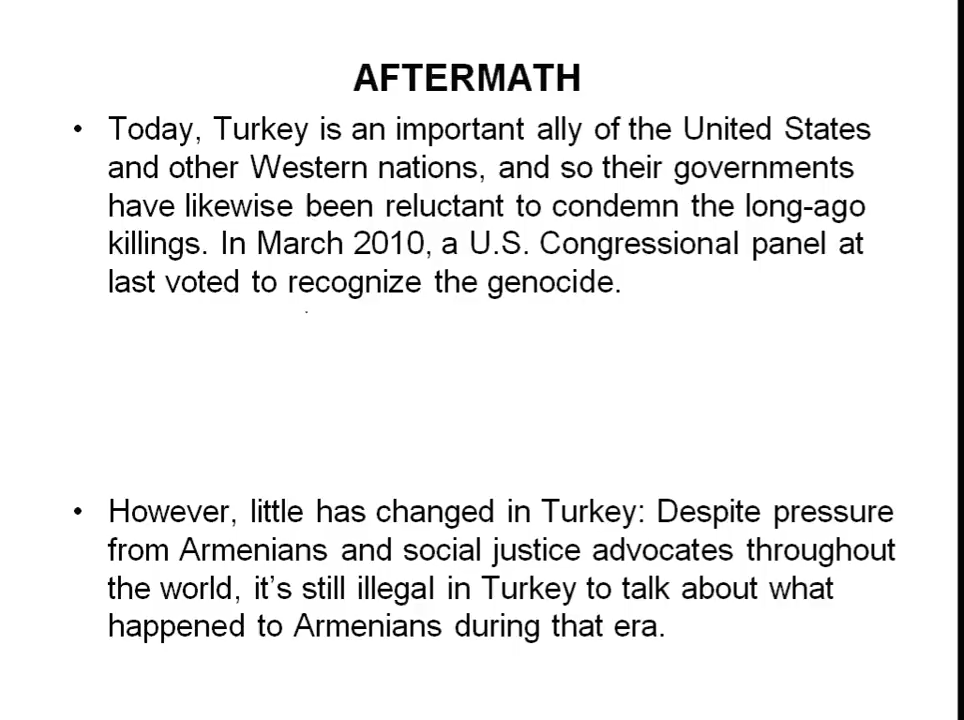 AFTERMATH
• Today, Turkey is an important ally of the United States
and other Western nations, and so their governments
have likewise been reluctant to condemn the long-ago
killings. In March 2010, a U.S. Congressional panel at
last voted to recognize the genocide.
• However, little has changed in Turkey: Despite pressure
from Armenians and social justice advocates throughout
the world, it’s still illegal in Turkey to talk about what
happened to Armenians during that era.